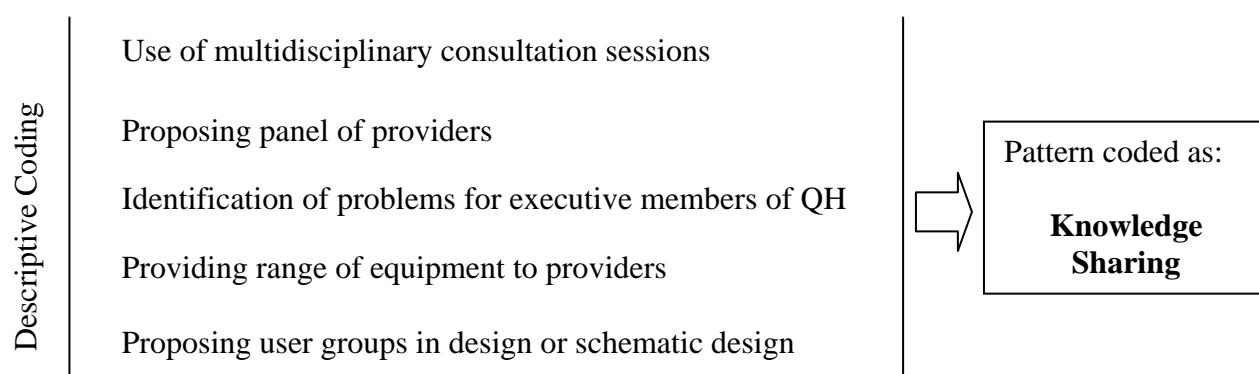 Descriptive Coding
Use of multidisciplinary consultation sessions
Proposing panel of providers
Identification of problems for executive members of QH
Providing range of equipment to providers
Proposing user groups in design or schematic design
Pattern coded as:
Knowledge
Sharing